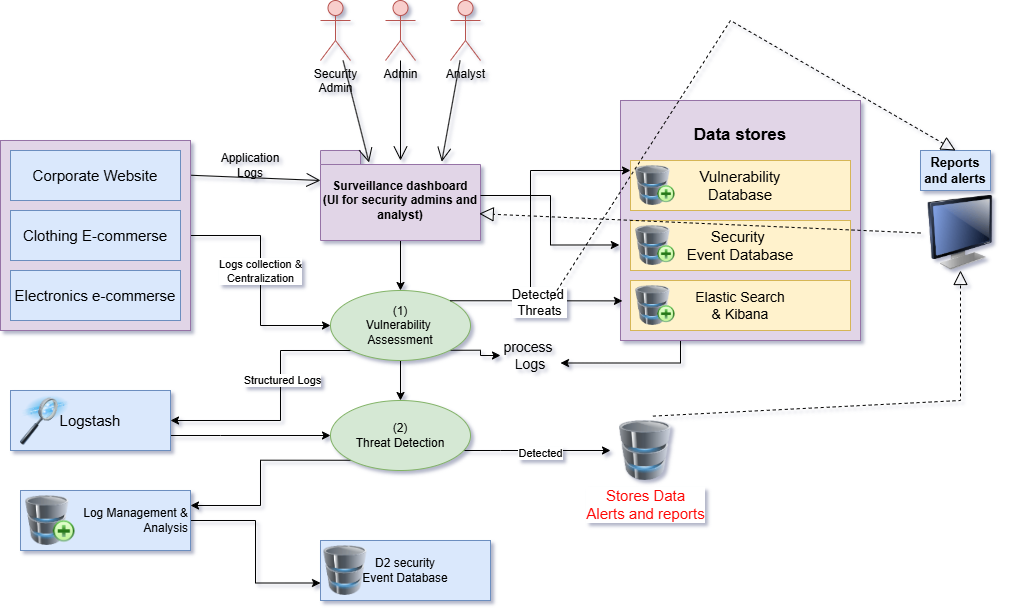 Security
Admin
Admin
Analyst
Corporate Website
Clothing E-commerse
Electronics e-commerse
Application
Logs
Surveillance dashboard
(UI for security admins and
analyst)
Data stores
Vulnerability
Database
Security
Event Database
Elastic Search
& Kibana
Reports
and alerts
Logs collection &
Centralization
Detected
Threats
(1)
Vulnerability
Assessment
process
Logs
Structured Logs
Logstash
(2)
Threat Detection
Detected
Stores Data
Alerts and reports
Log Management &
Analysis
D2 security
Event Database